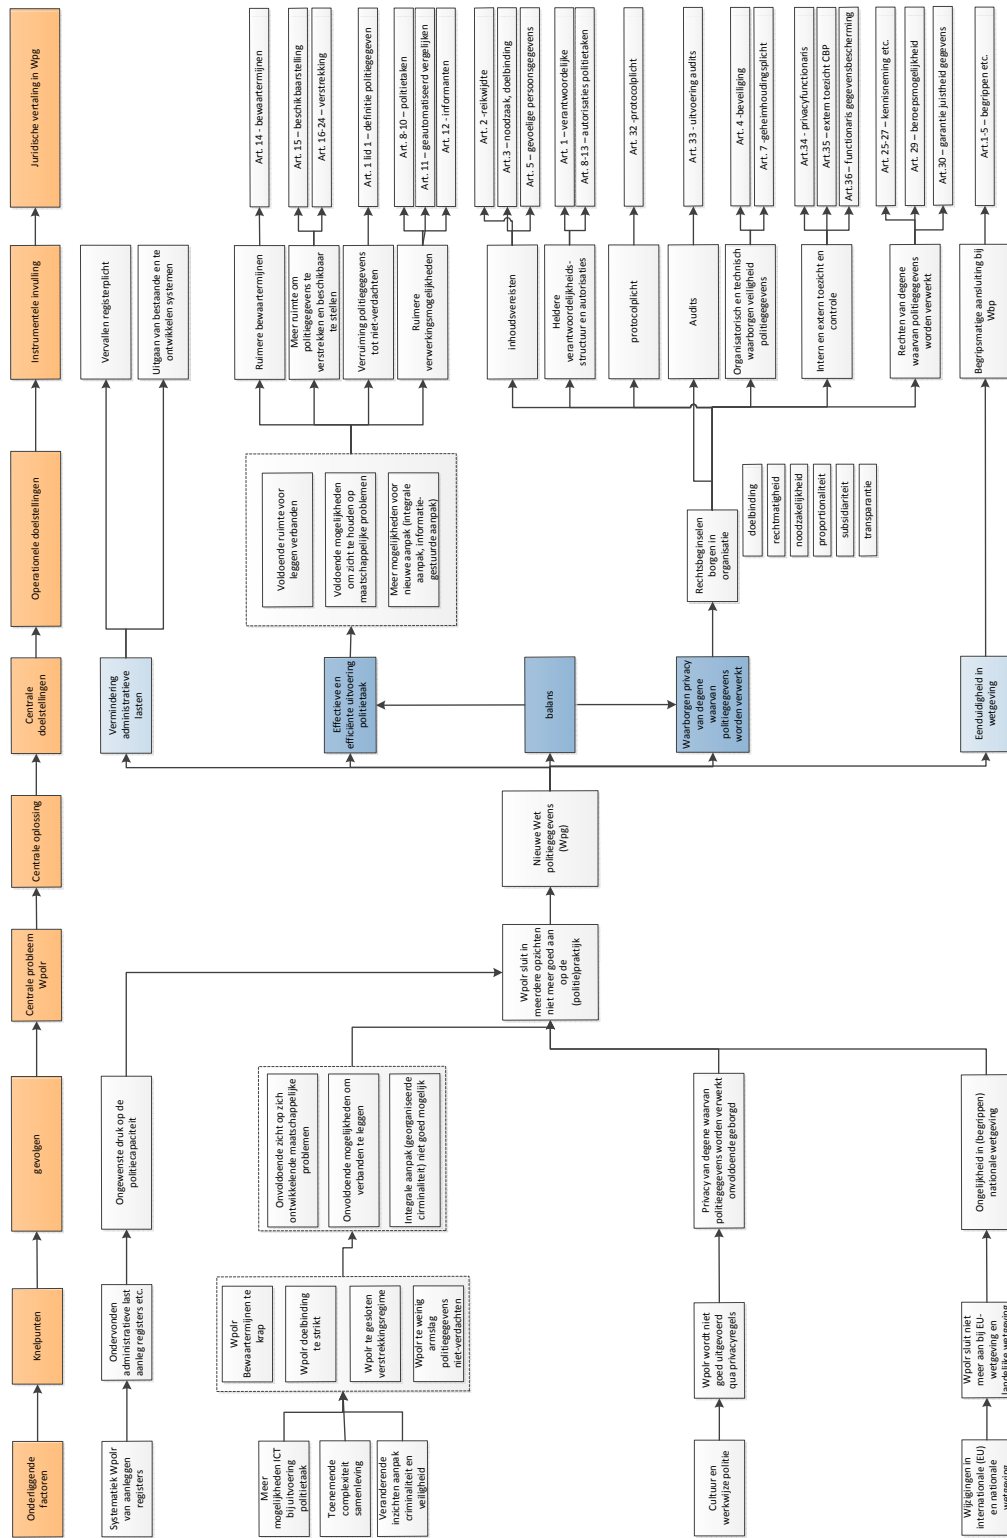 Onderliggende
factoren
Knelpunten
gevolgen
Centrale probleem
Wpolr
Centrale oplossing
Centrale
doelstellingen
Operationele doelstellingen
Instrumentele invulling
Juridische vertaling in Wpg
Systematiek Wpolr
van aanleggen
registers
Ondervonden
administratieve last
aanleg registers etc.
Ongewenste druk op de
politiecapaciteit
Vermindering
administratieve
lasten
Vervallen registerplicht
Uitgaan van bestaande en te
ontwikkelen systemen
Meer
mogelijkheden ICT
bij uitvoering
politietaak
Toenemende
complexiteit
samenleving
Veranderende
inzichten aanpak
criminaliteit en
veiligheid
Wpolr
Bewaartermijnen te
krap
Wpolr doelbinding
te strikt
Wpolr te gesloten
verstrekkingsregime
Wpolr te weinig
armslag
politiegegevens
niet-verdachten
Onvoldoende zicht op zich
ontwikkelende maatschappelijke
problemen
Onvoldoende mogelijkheden om
verbanden te leggen
Integrale aanpak (georganiseerde
cirminaliteit) niet goed mogelijk
Wpolr sluit in
meerdere opzichten
niet meer goed aan
op de
(politie)praktijk
Nieuwe Wet
politiegegevens
(Wpg)
Effectieve en
efficiënte uitvoering
politietaak
balans
Waarborgen privacy
van degene
waarvan
politiegegevens
worden verwerkt
Voldoende ruimte voor
leggen verbanden
Voldoende mogelijkheden
om zicht te houden op
maatschappelijke problemen
Meer mogelijkheden voor
nieuwe aanpak (integrale
aanpak, informatie-
gestuurde aanpak)
Ruimere bewaartermijnen
Meer ruimte om
politiegegevens te
verstrekken en beschikbaar
te stellen
Verruiming politiegegevens
tot niet-verdachten
Ruimere
verwerkingsmogelijkheden
Art. 14 - bewaartermijnen
Art. 15 – beschikbaarstelling
Art. 16-24 – verstrekking
Art. 1 lid 1 – definitie politiegegeven
Art. 8-10 – politietaken
Art. 11 – geautomatiseerd vergelijken
Art. 12 - informanten
Cultuur en
werkwijze politie
Wpolr wordt niet
goed uitgevoerd
qua privacyregels
Privacy van degene waarvan
politiegegevens worden verwerkt
onvoldoende geborgd
Rechtsbeginselen
borgen in
organisatie
doelbinding
rechtmatigheid
noodzakelijkheid
proportionaliteit
subsidiariteit
transparantie
inhoudsvereisten
Heldere
verantwoordelijkheids-
structuur en autorisaties
protocolplicht
Audits
Organisatorisch en technisch
waarborgen veiligheid
politiegegevens
Intern en extern toezicht en
controle
Rechten van degene
waarvan politiegegevens
worden verwerkt
Art. 2 -reikwijdte
Art.3 – noodzaak, doelbinding
Art. 5 – gevoelige persoonsgegevens
Art. 1 – verantwoordelijke
Art. 8-13 – autorisaties politietaken
Art. 32 -protocolplicht
Art. 33 - uitvoering audits
Art. 4 -beveiliging
Art. 7 -geheimhoudingsplicht
Art.34 - privacyfunctionaris
Art.35 – extern toezicht CBP
Art.36 – functionaris gegevensbescherming
Art. 25-27 – kennisneming etc.
Art. 29 – beroepsmogelijkheid
Art.30 – garantie juistheid gegevens
Wijzigingen in
internationale (EU)
en nationale
wetgeving
Wpolr sluit niet
meer aan bij EU-
wetgeving en
landelijke wetgeving
Ongelijkheid in (begrippen)
nationale wetgeving
Eenduidigheid in
wetgeving
Begripsmatige aansluiting bij
Wbp
Art.1-5 – begrippen etc.